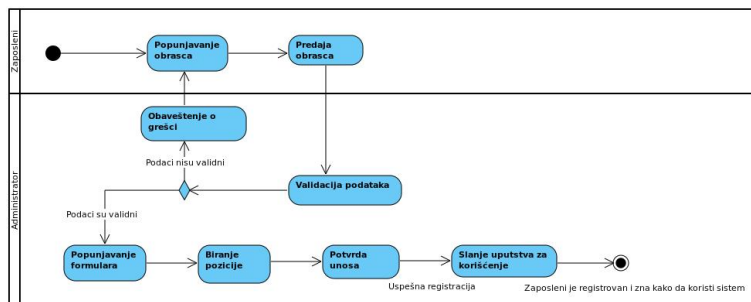 Zaposleni
Popunjavanje
obrasca
Predaja
obrasca
Administrator
Obaveštenje o
grešci
Podaci nisu validni
Validacija podataka
Podaci su validni
Popunjavanje
formulara
Biranje
pozicije
Potvrda
unosa
Uspešna registracija
Slanje uputstva za
korišćenje
Zaposleni je registrovan i zna kako da koristi sistem